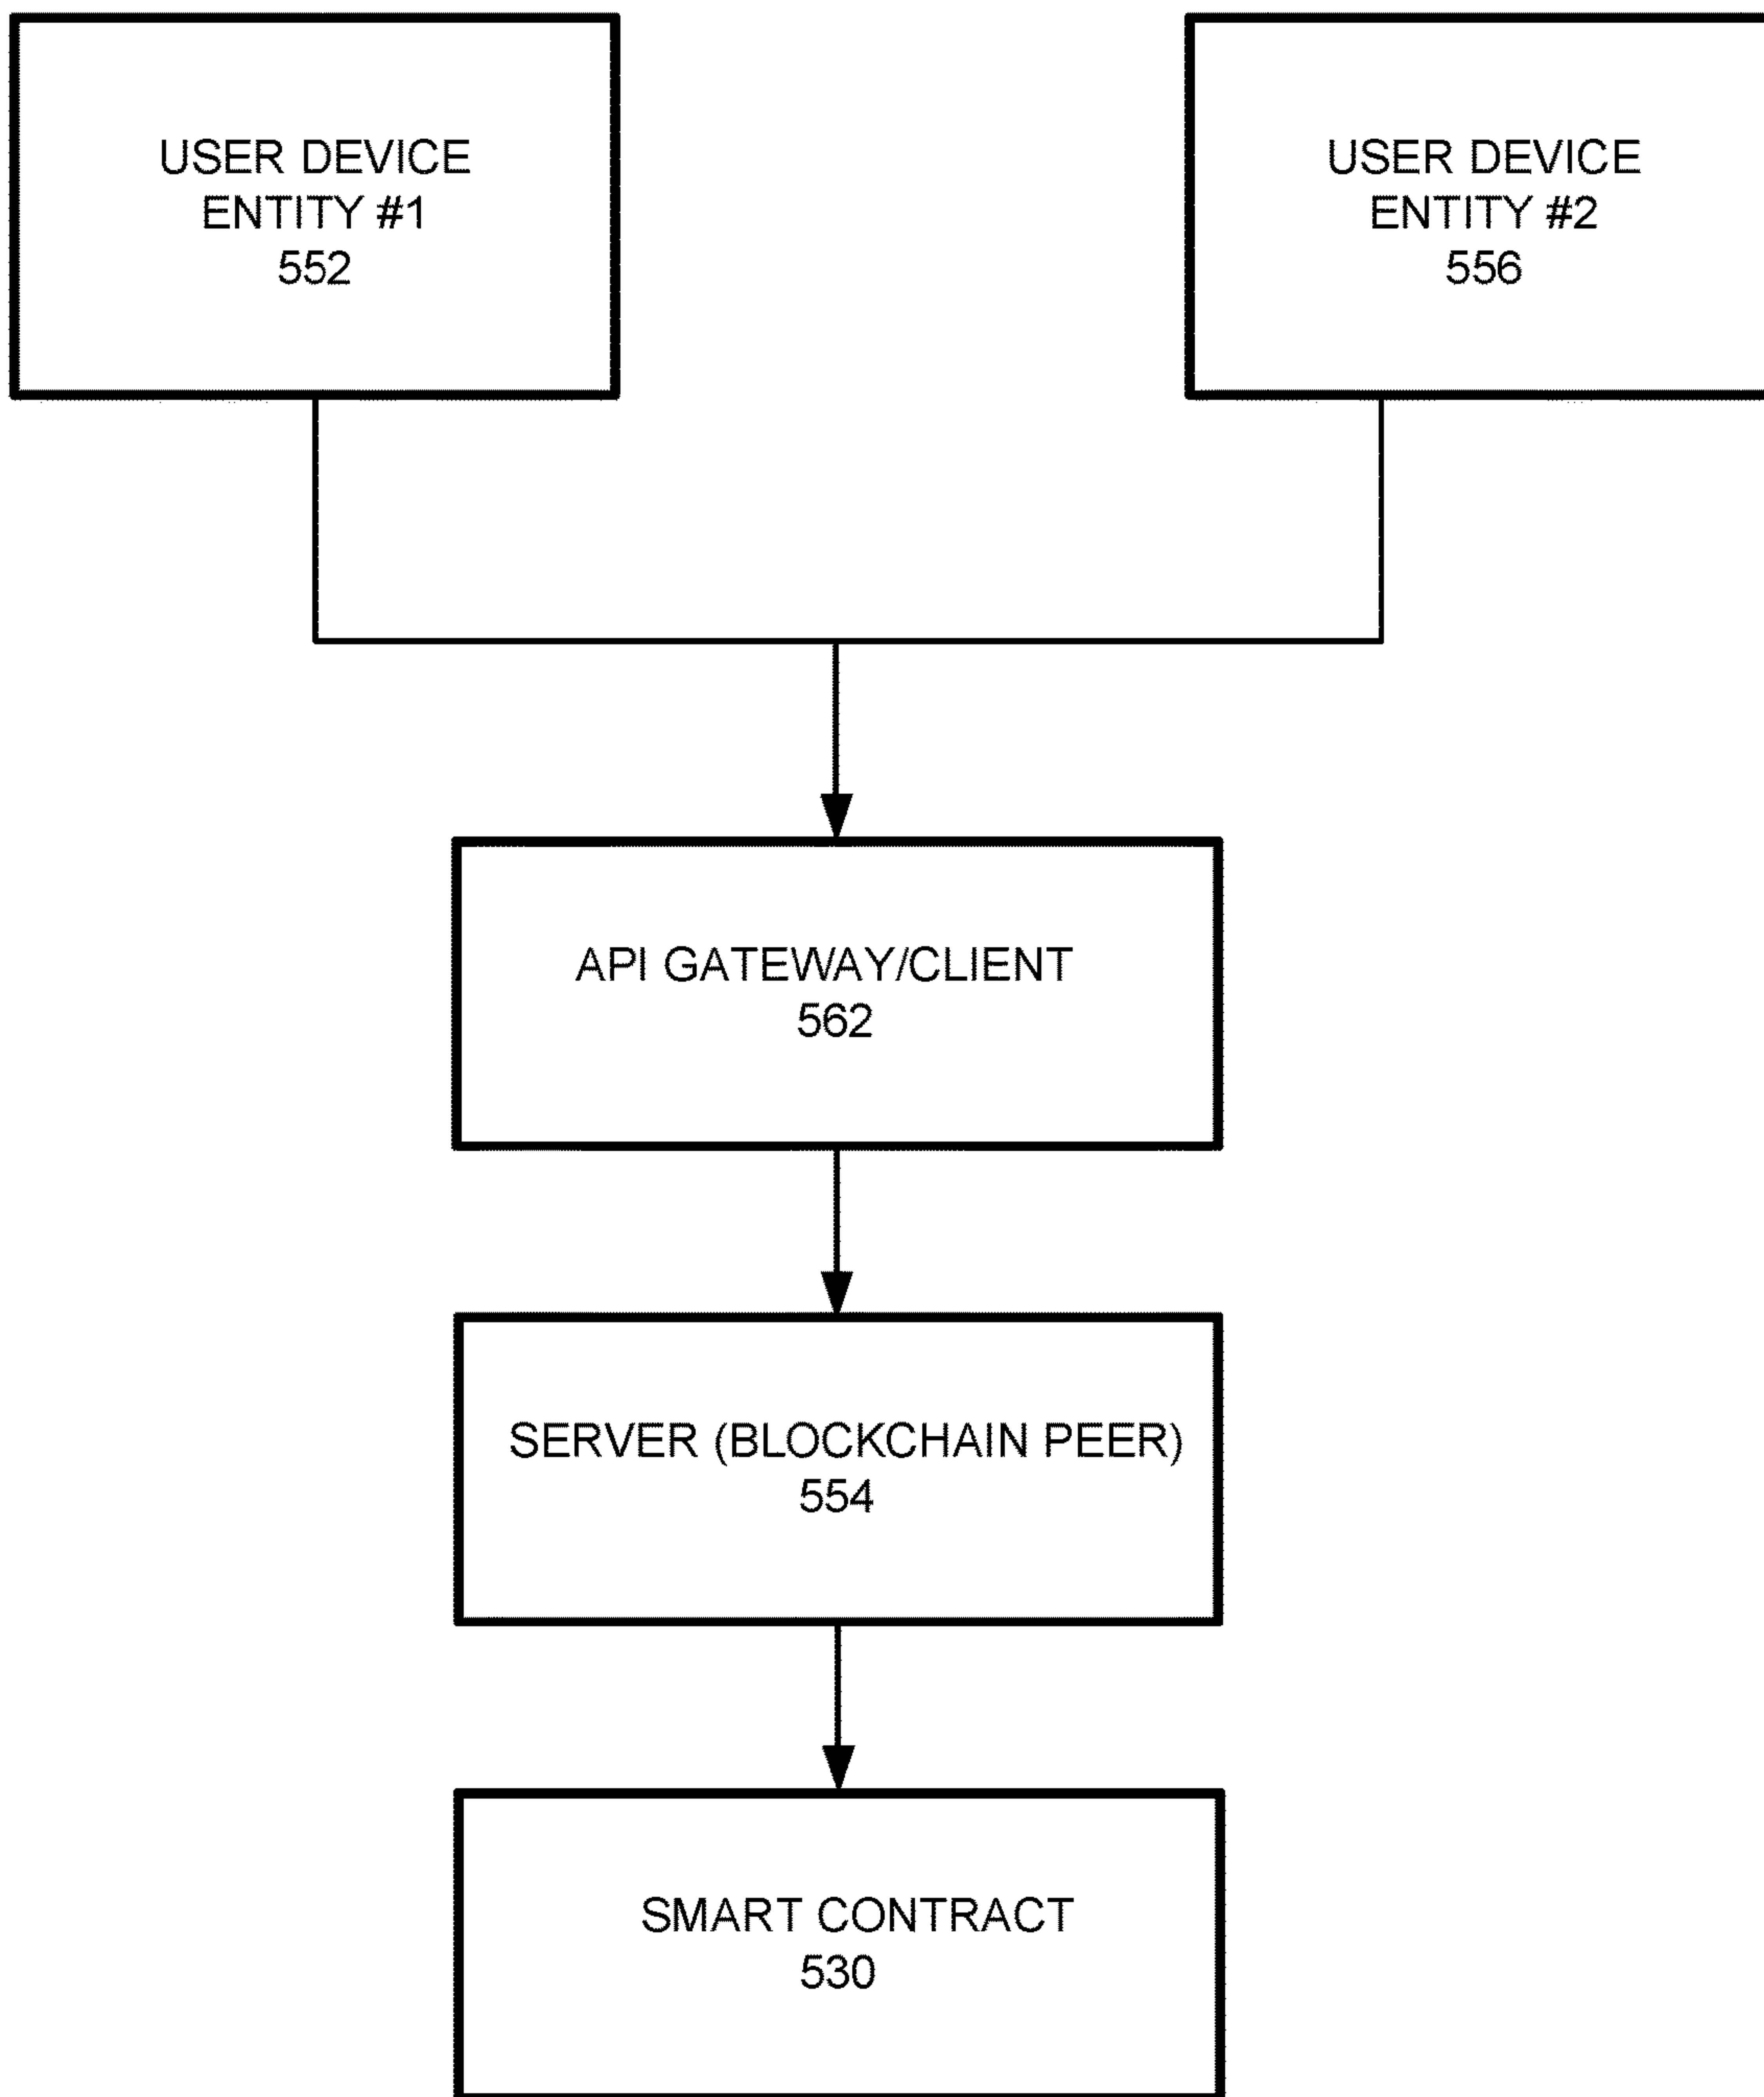 USER DEVICE
ENTITY #1
552
USER DEVICE
ENTITY #2
556
API GATEWAY/CLIENT
562
SERVER (BLOCKCHAIN PEER)
554
SMART CONTRACT
530